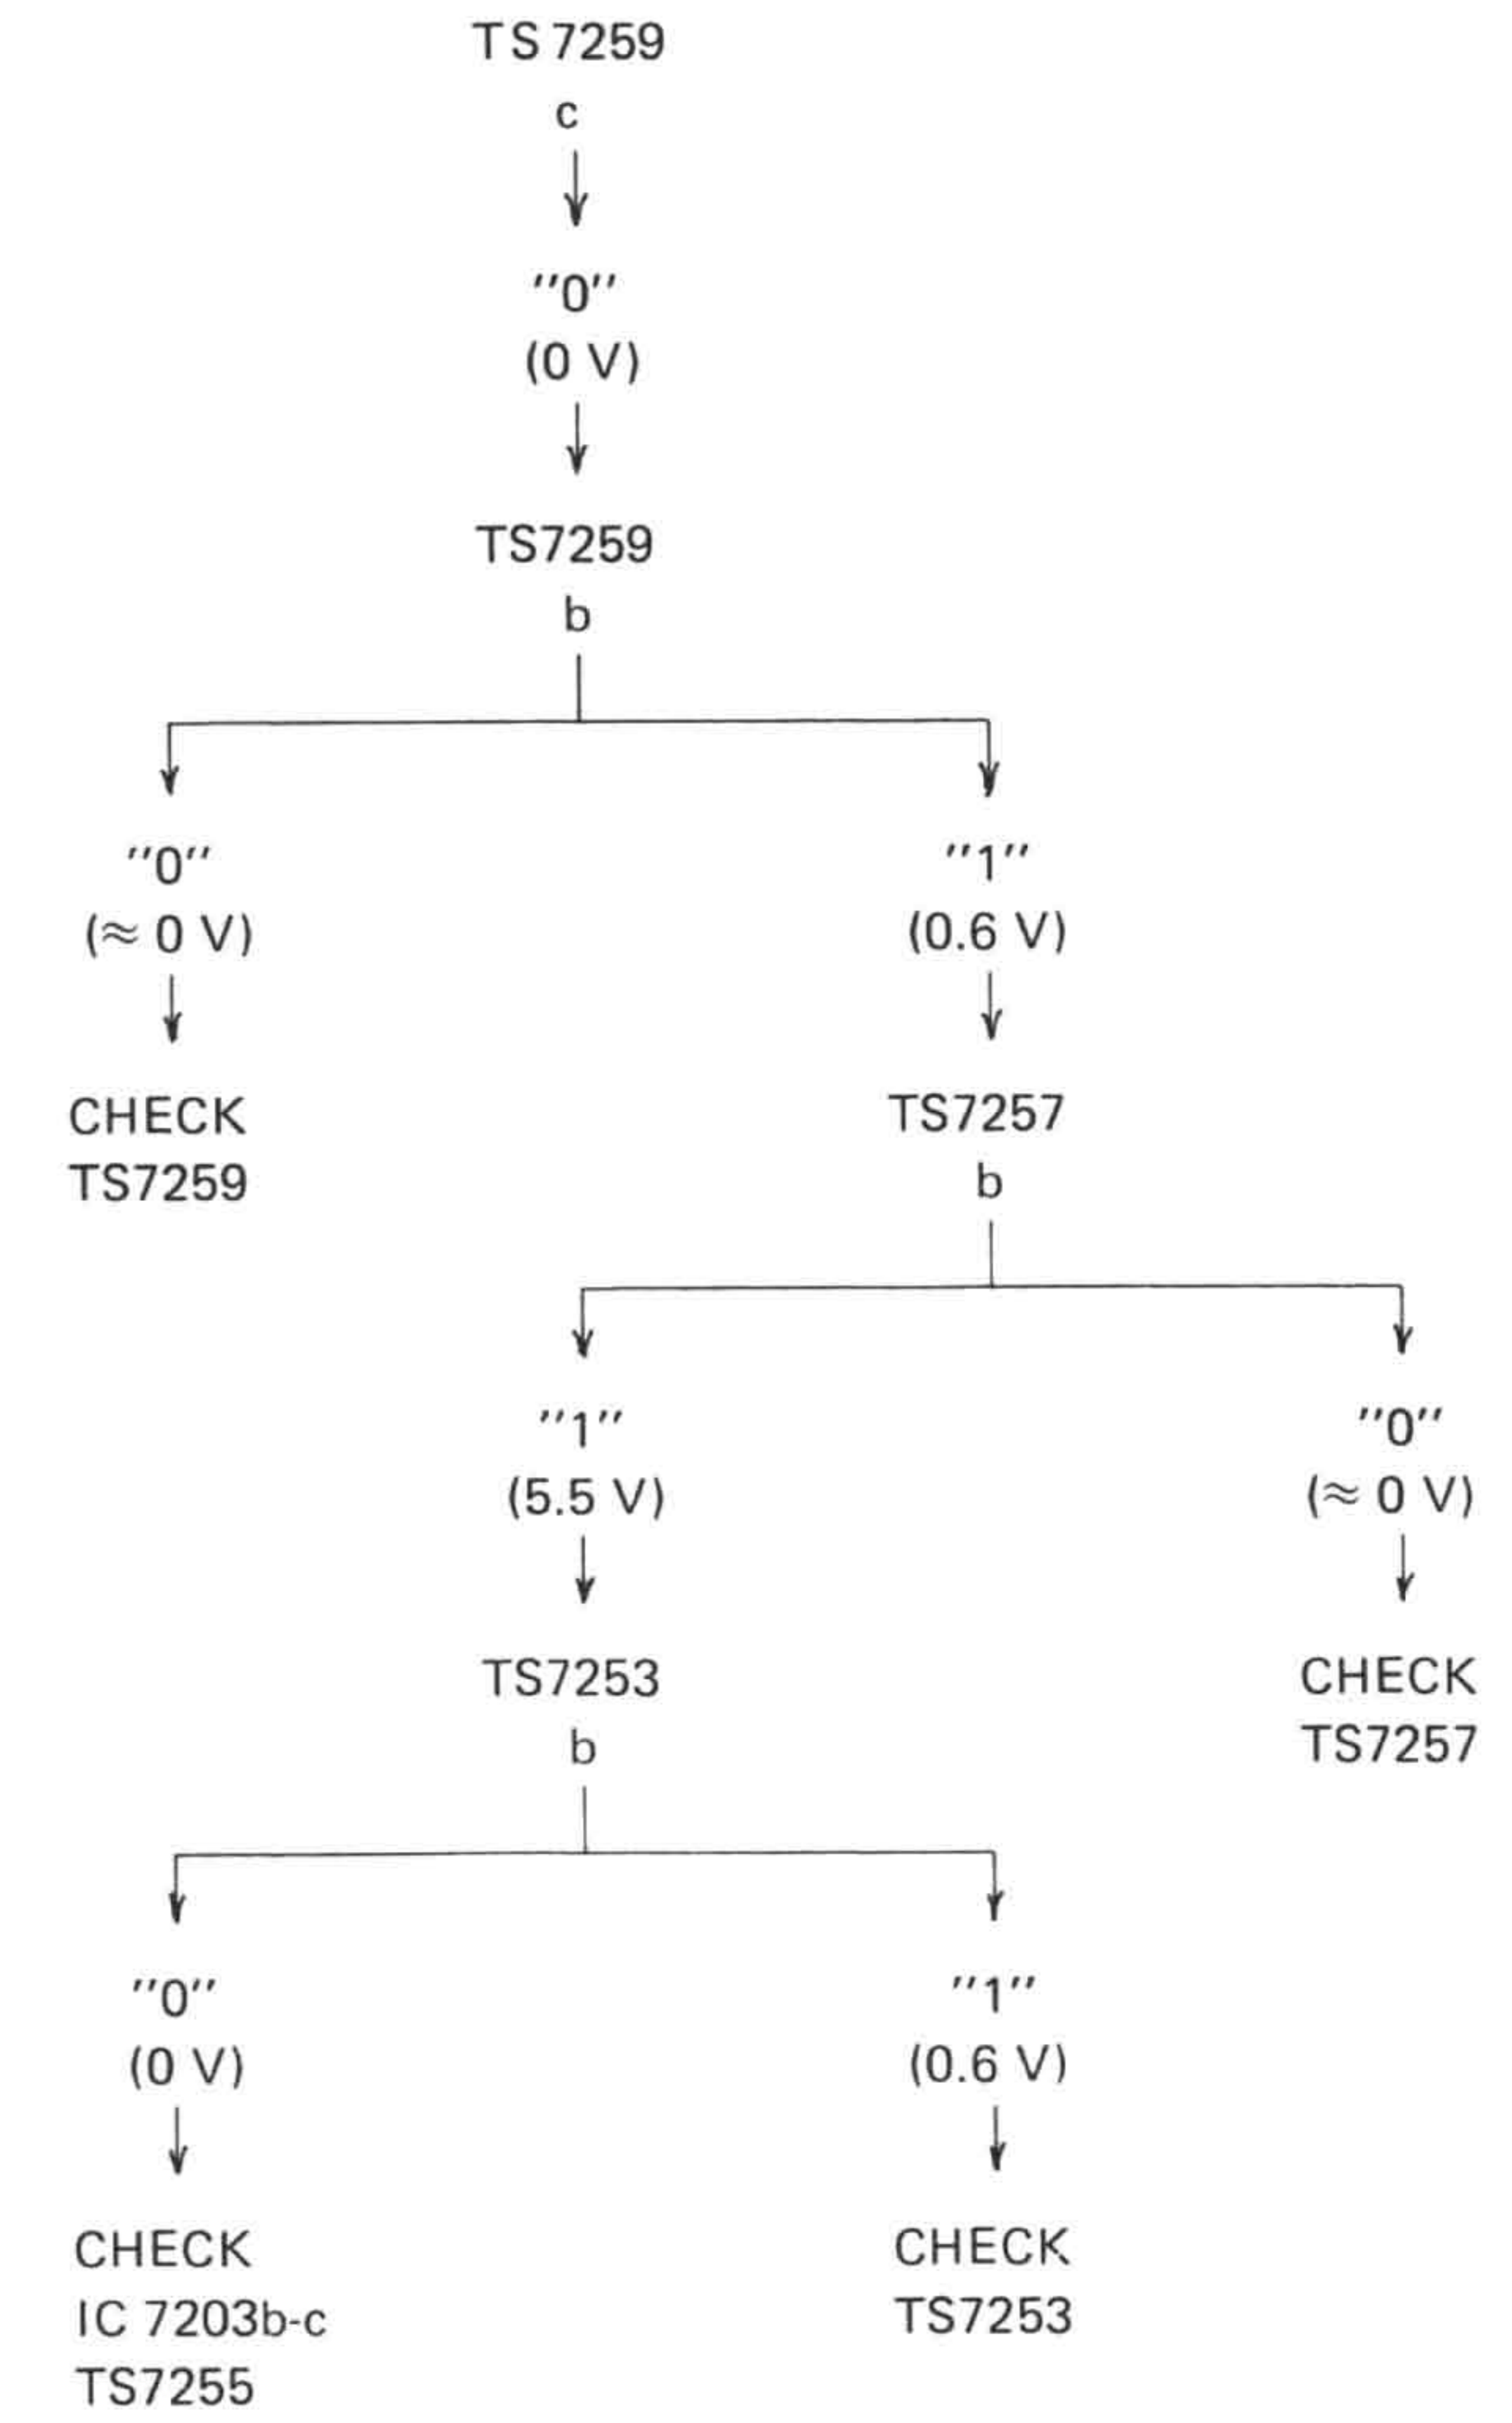 TS 7259
c
"0"
(0 V)
TS7259
b
"0"
(≈ 0 V)
CHECK
TS7259
"1"
(0.6 V)
TS7257
b
"1"
(5.5 V)
TS7253
b
"0"
(≈ 0 V)
CHECK
TS7257
"0"
(0 V)
CHECK
IC 7203b-c
TS7255
"1"
(0.6 V)
CHECK
TS7253